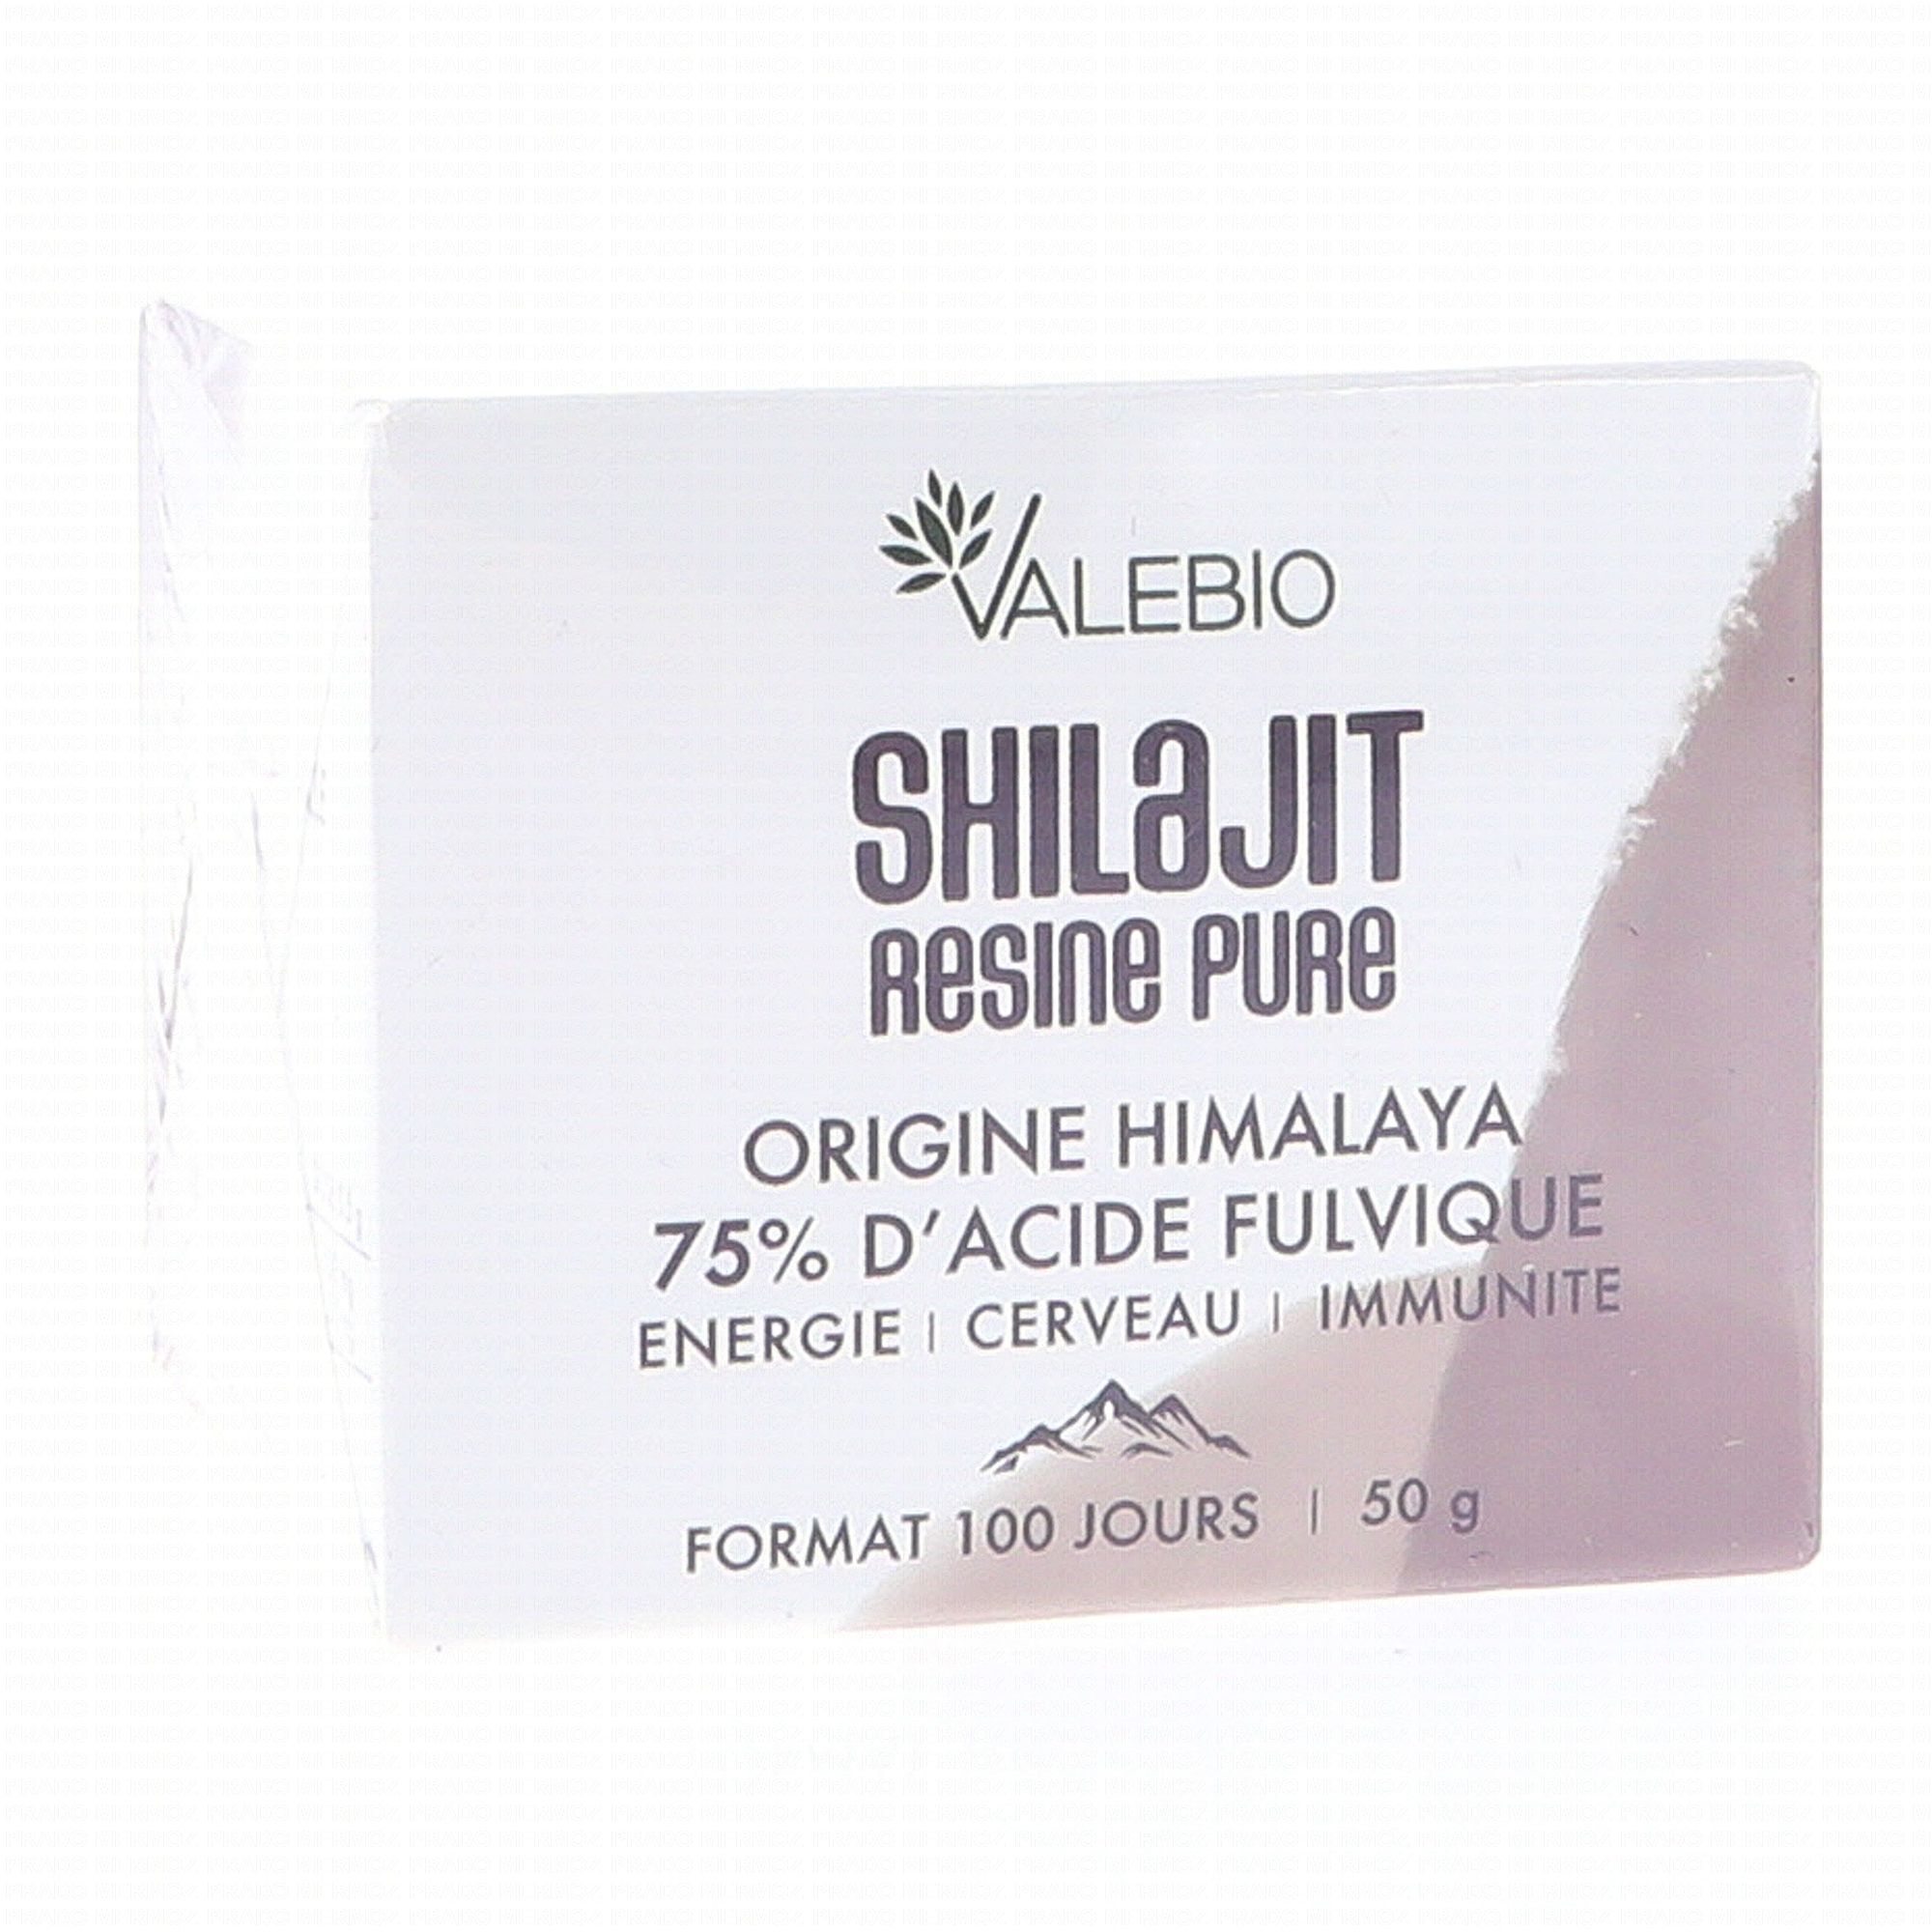 VALEBIO
SHILaJIT
ReSIne PURe
ORIGINE HIMALAYA
75% D'ACIDE FULVIQUE
ENERGIE | CERVEAU | IMMUNITE
FORMAT 100 JOURS | 50 g